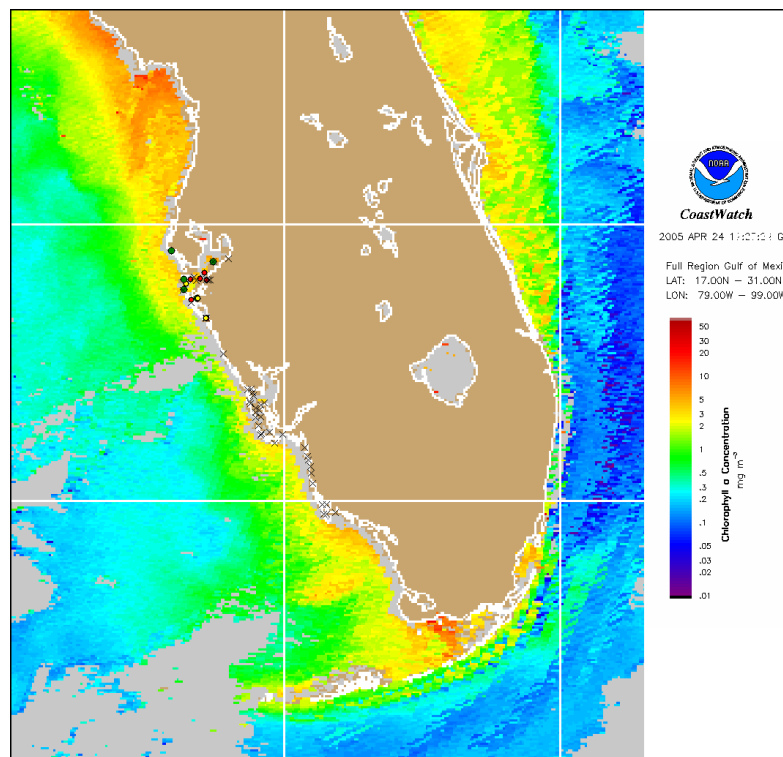 NOAA
CoastWatch
2005 APR 24
Full Region Gulf of Mexi
LAT: 17.00N – 31.00N
LON: 79.00W – 99.00W
50
30
20
10
5
3
2
1
.5
.3
.2
.1
.05
.03
.02
.01
Chlorophyll a Concentration
mg m⁻³